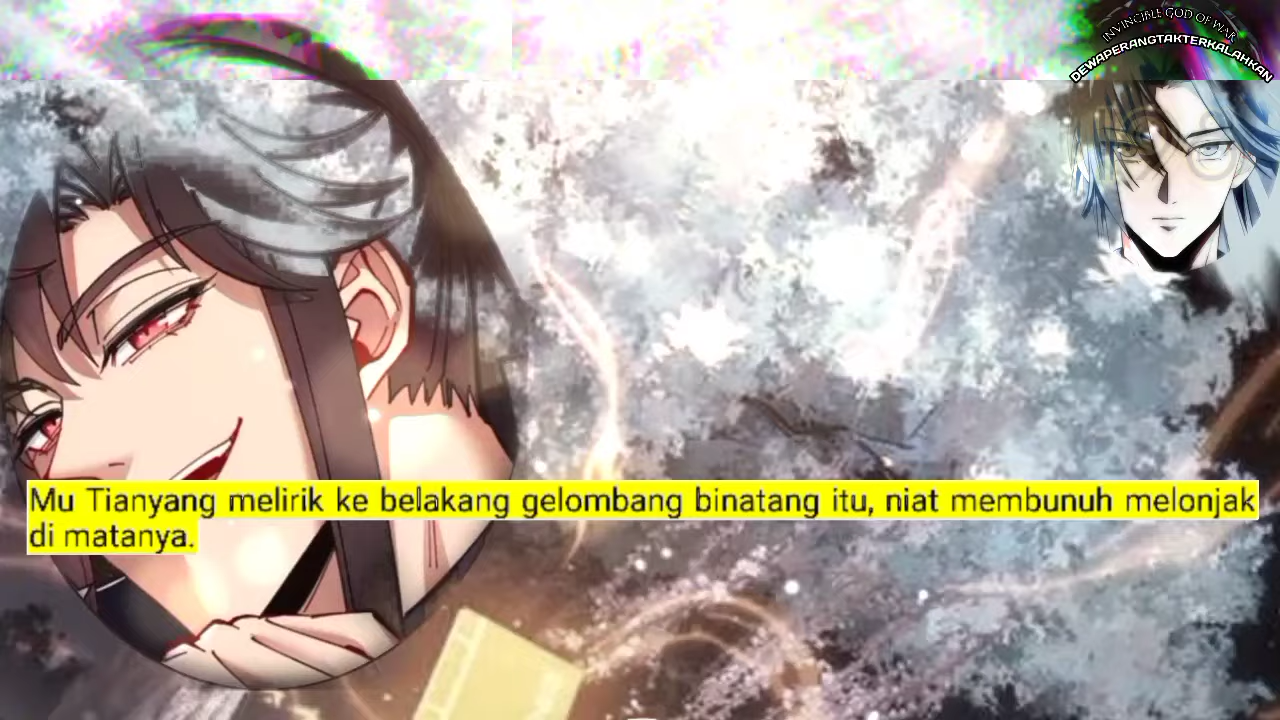 INVINCIBLE GOD OF WAR
DEWAPERANGTAKTERKALAHKAN
Mu Tianyang melirik ke belakang gelombang binatang itu, niat membunuh melonjak
di matanya.